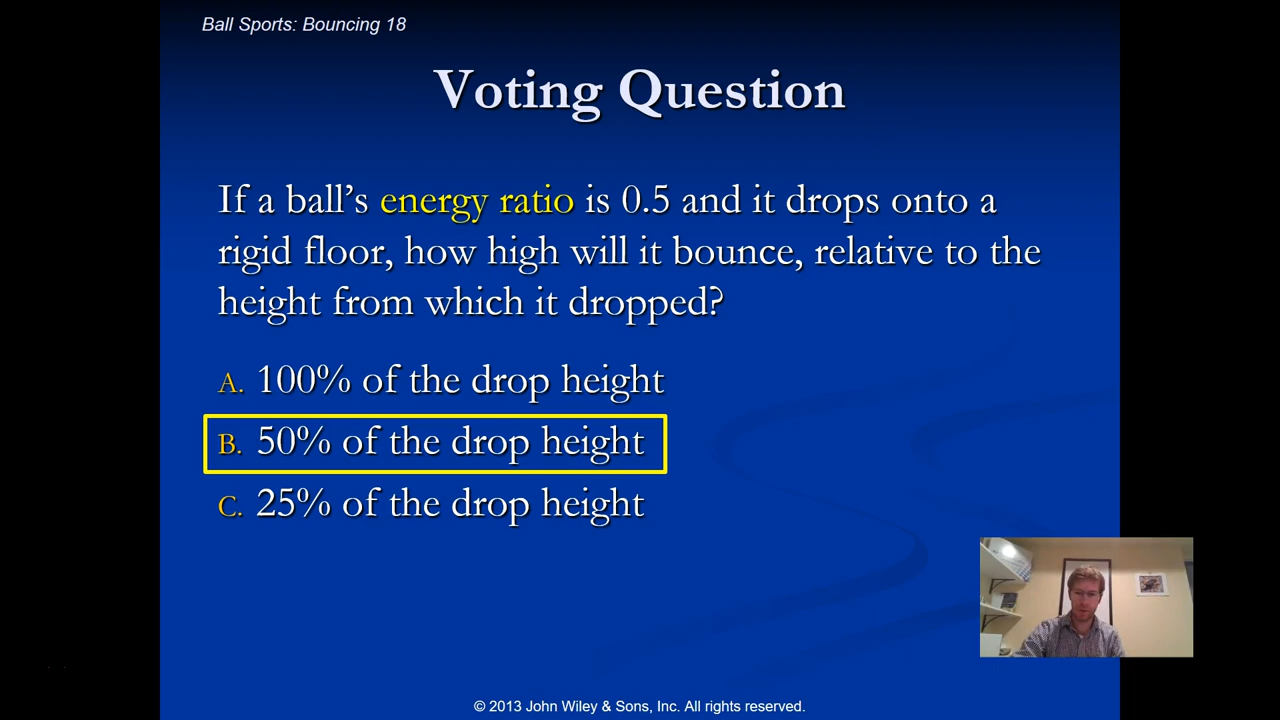 Ball Sports: Bouncing 18
Voting Question
If a ball’s energy ratio is 0.5 and it drops onto a
rigid floor, how high will it bounce, relative to the
height from which it dropped?
A. 100% of the drop height
B. 50% of the drop height
C. 25% of the drop height
© 2013 John Wiley & Sons, Inc. All rights reserved.